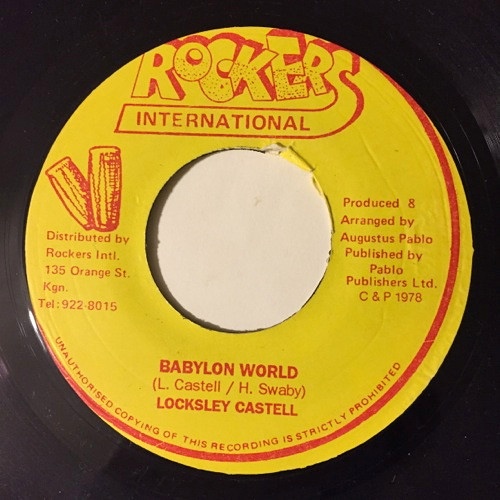 ROCKERS
INTERNATIONAL
Distributed by
Rockers Intl.
135 Orange St.
Kgn.
Tel: 922-8015
Produced 8
Arranged by
Augustus Pablo
Published by
Pablo
Publishers Ltd.
C & P 1978
BABYLON WORLD
(L. Castell / H. Swaby)
LOCKSLEY CASTELL
UNAUTHORISED COPYING OF THIS RECORDING IS STRICTLY PROHIBITED